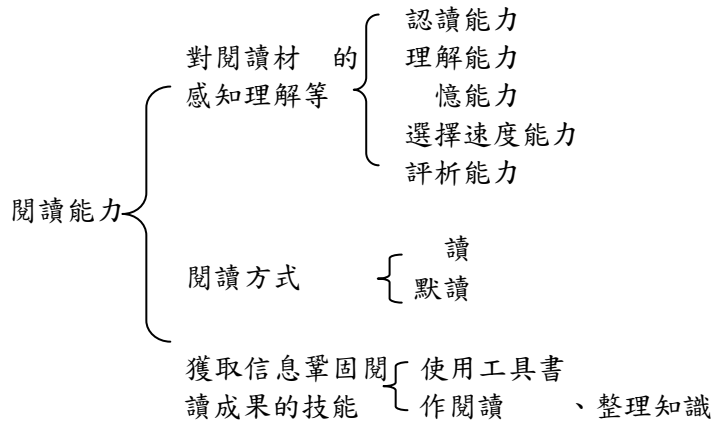 閱讀能力
對閱讀材 的
感知理解等
認讀能力
理解能力
憶能力
選擇速度能力
評析能力
閱讀方式
讀
默讀
獲取信息鞏固閱
讀成果的技能
使用工具書
作閱讀 、整理知識